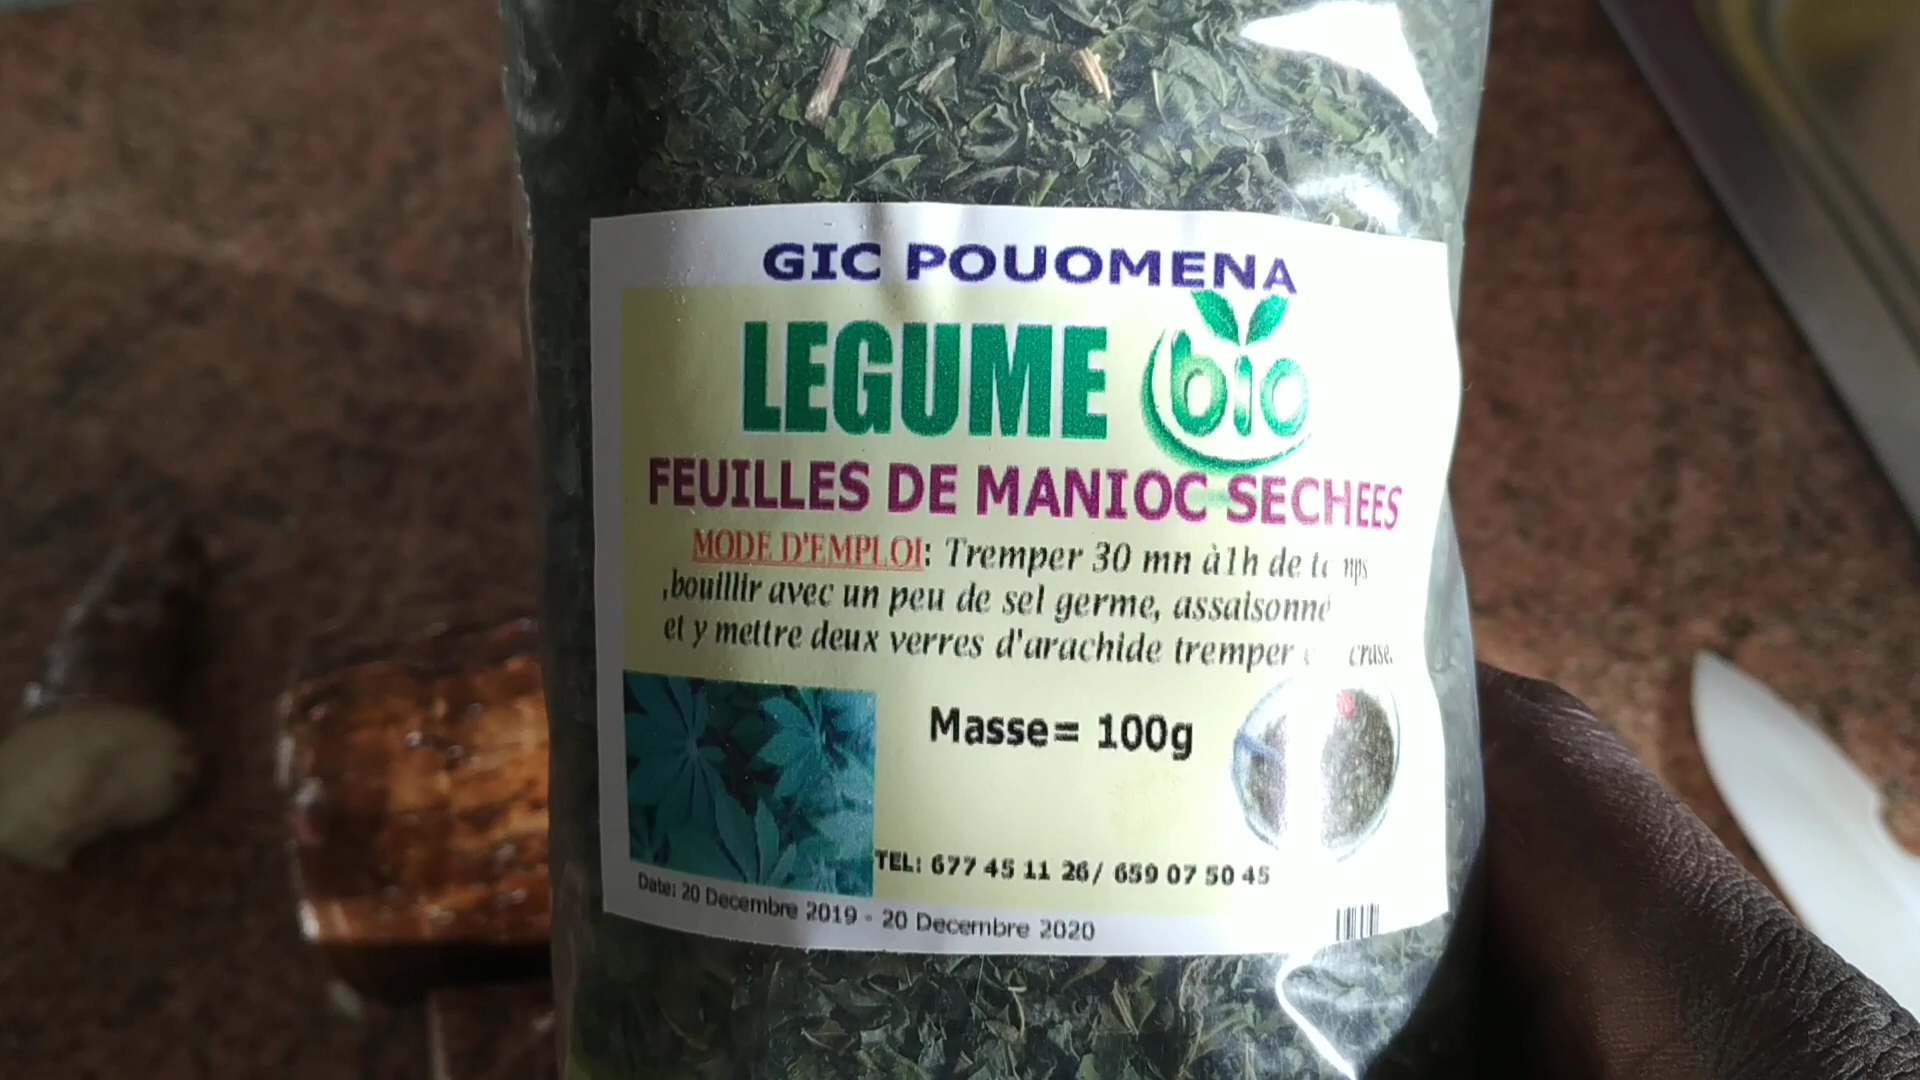 GIC POUOMENA
LEGUME bio
FEUILLES DE MANIOC SECHEES
MODE D'EMPLOI: Tremper 30 mn à1h de
,bouillir avec un peu de sel germe, assaisonné
et y mettre deux verres d'arachide tremper
Masse= 100g
TEL: 677 45 11 26/ 659 07 50 45
Date: 20 Decembre 2019 - 20 Decembre 2020